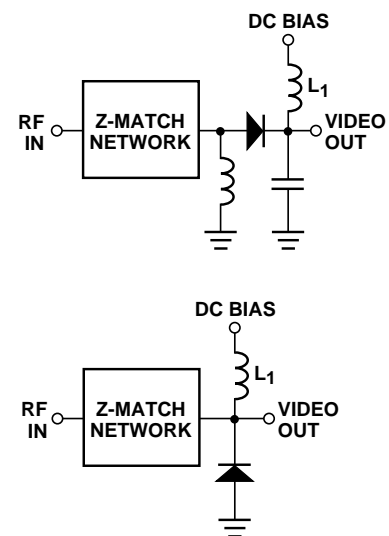 DC BIAS
L1
RF
IN
Z-MATCH
NETWORK
VIDEO
OUT
DC BIAS
L1
RF
IN
Z-MATCH
NETWORK
VIDEO
OUT